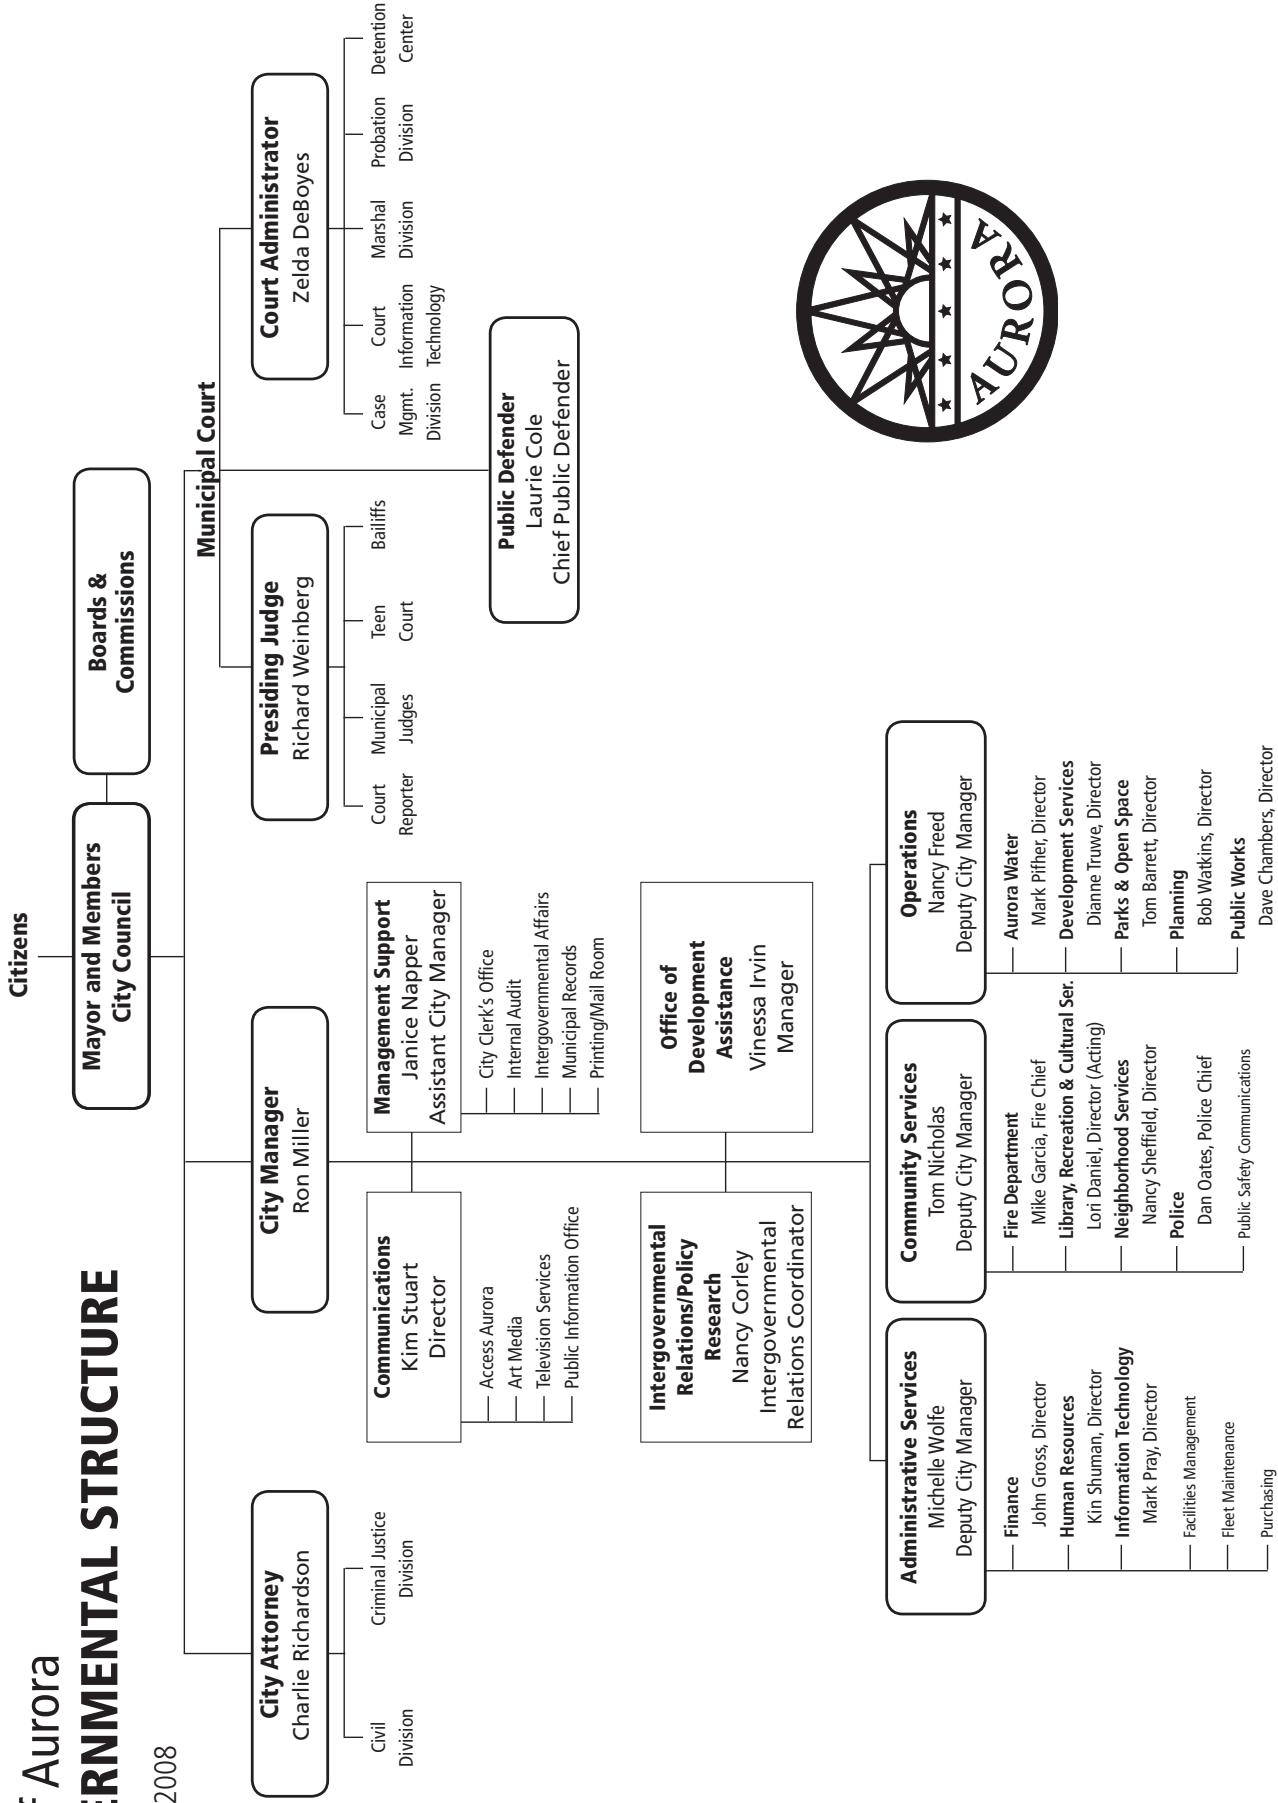 Aurora
ERNMENTAL STRUCTURE
2008
Citizens
Mayor and Members
City Council
Boards &
Commissions
City Attorney
Charlie Richardson
Civil
Division
Criminal Justice
Division
City Manager
Ron Miller
Municipal Court
Presiding Judge
Richard Weinberg
Court
Reporter
Municipal
Judges
Teen
Court
Bailiffs
Court Administrator
Zelda DeBoyes
Case
Mgmt.
Division
Court
Information
Technology
Marshal
Division
Probation
Division
Detention
Center
Public Defender
Laurie Cole
Chief Public Defender
Communications
Kim Stuart
Director
Access Aurora
Art Media
Television Services
Public Information Office
Management Support
Janice Napper
Assistant City Manager
City Clerk's Office
Internal Audit
Intergovernmental Affairs
Municipal Records
Printing/Mail Room
Intergovernmental
Relations/Policy
Research
Nancy Corley
Intergovernmental
Relations Coordinator
Office of
Development
Assistance
Vinessa Irvin
Manager
Administrative Services
Michelle Wolfe
Deputy City Manager
Finance
John Gross, Director
Human Resources
Kin Shuman, Director
Information Technology
Mark Pray, Director
Facilities Management
Fleet Maintenance
Purchasing
Community Services
Tom Nicholas
Deputy City Manager
Fire Department
Mike Garcia, Fire Chief
Library, Recreation & Cultural Ser.
Lori Daniel, Director (Acting)
Neighborhood Services
Nancy Sheffield, Director
Police
Dan Oates, Police Chief
Public Safety Communications
Operations
Nancy Freed
Deputy City Manager
Aurora Water
Mark Pifher, Director
Development Services
Dianne Truwe, Director
Parks & Open Space
Tom Barrett, Director
Planning
Bob Watkins, Director
Public Works
Dave Chambers, Director
AURORA